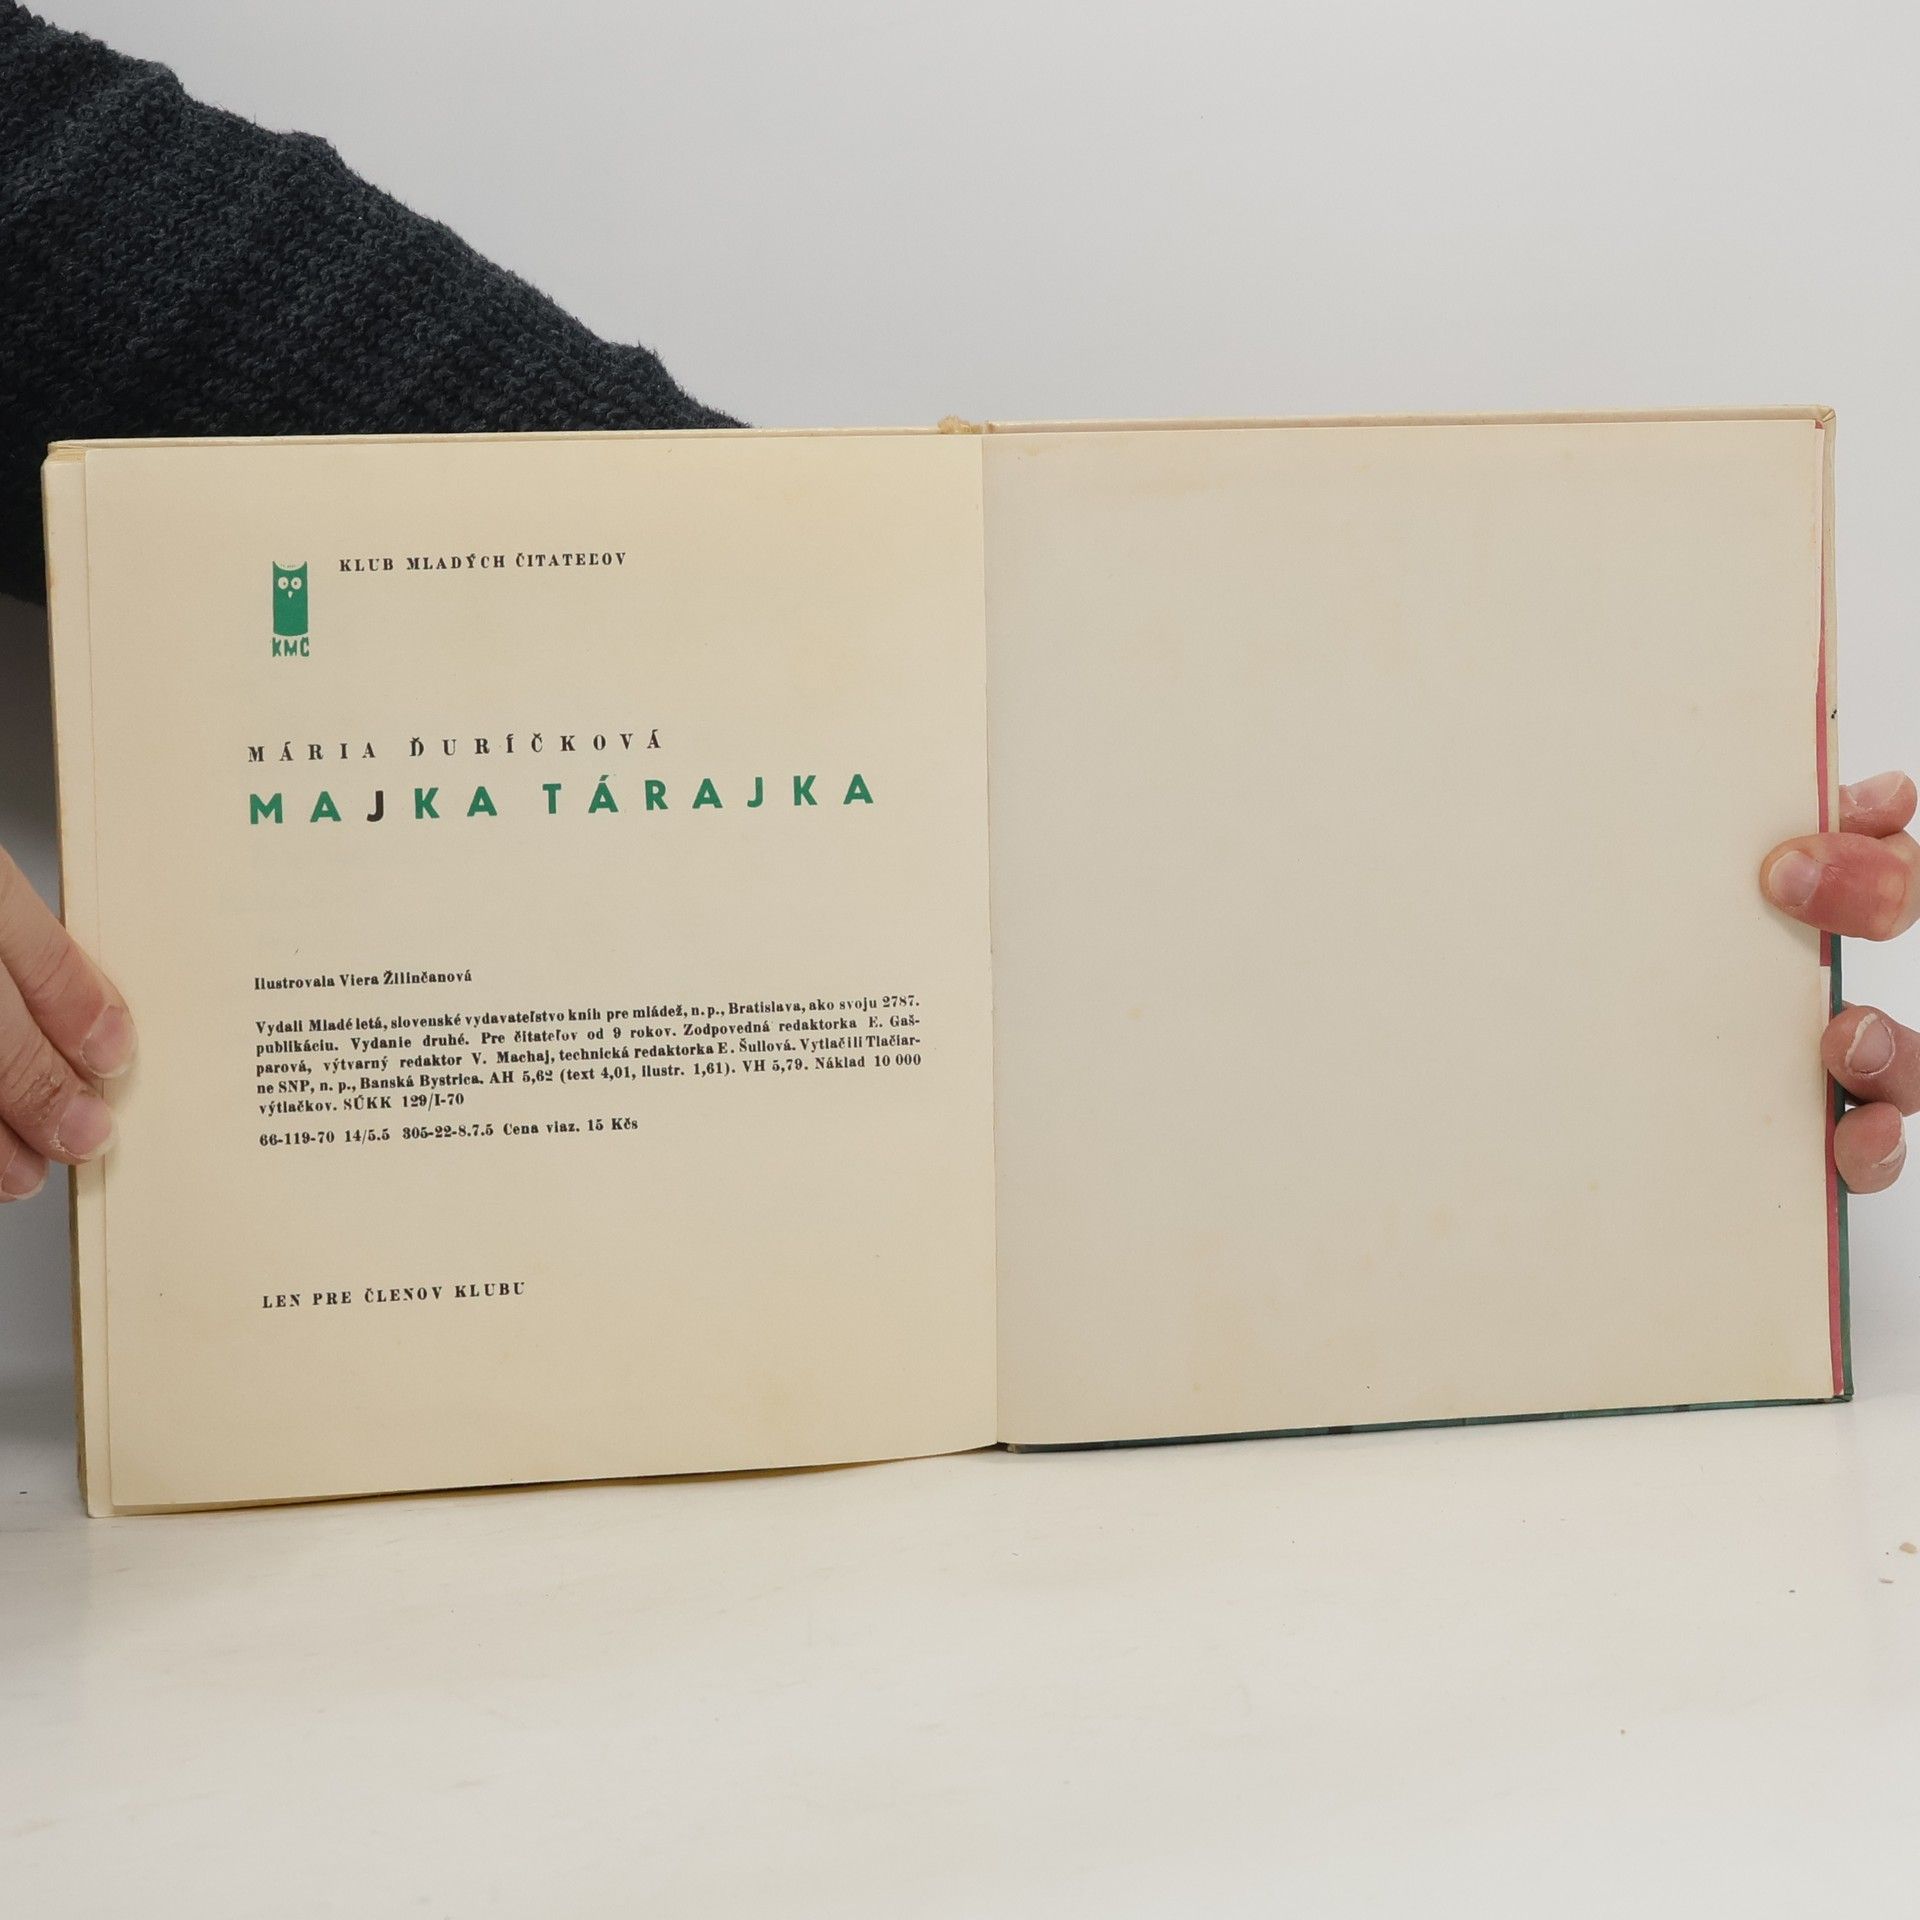 KLUB MLADÝCH ČITATEĽOV
KMČ
MÁRIA ĎURÍČKOVÁ
MAJKA TÁRAJKA
Ilustrovala Viera Žilinčanová
Vydali Mladé letá, slovenské vydavateľstvo kníh pre mládež, n. p., Bratislava, ako svoju 2787.
publikáciu. Vydanie druhé. Pre čitateľov od 9 rokov. Zodpovedná redaktorka E. Gaš-
parová, výtvarný redaktor V. Machaj, technická redaktorka E. Šullová. Vytlačili Tlačiar-
ne SNP, n. p., Banská Bystrica. AH 5,62 (text 4,01, ilustr. 1,61). VH 5,79. Náklad 10 000
výtlačkov. SÚKK 129/I-70
66-119-70 14/5.5 305-22-8.7.5 Cena viaz. 15 Kčs
LEN PRE ČLENOV KLUBU